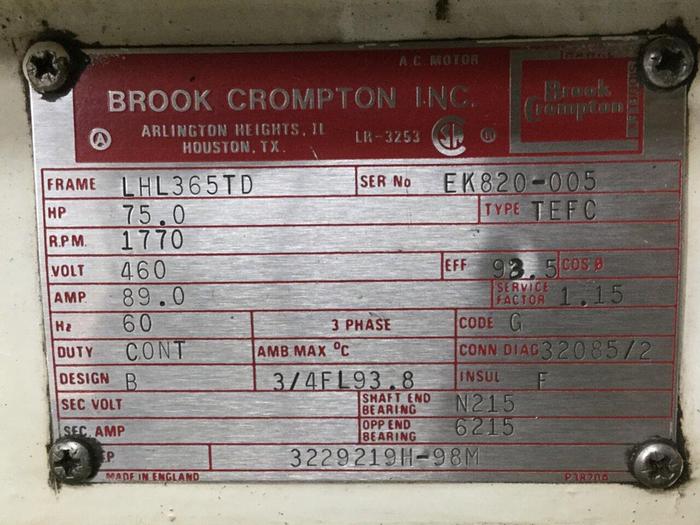 A.C. MOTOR
BROOK CROMPTON INC.
ARLINGTON HEIGHTS, IL
HOUSTON, TX.
LR-3253
Brook
Crompton
FRAME LHL365TD SER No EK820-005
HP 75.0 TYPE TEFC
R.P.M. 1770
VOLT 460 EFF 93.5 COS Ø
AMP. 89.0 SERVICE FACTOR 1.15
Hz 60 3 PHASE CODE G
DUTY CONT AMB MAX °C CONN DIAG 32085/2
DESIGN B 3/4FL93.8 INSUL F
SEC VOLT SHAFT END BEARING N215
SEC. AMP OPP END BEARING 6215
EP 3229219H-98M
MADE IN ENGLAND